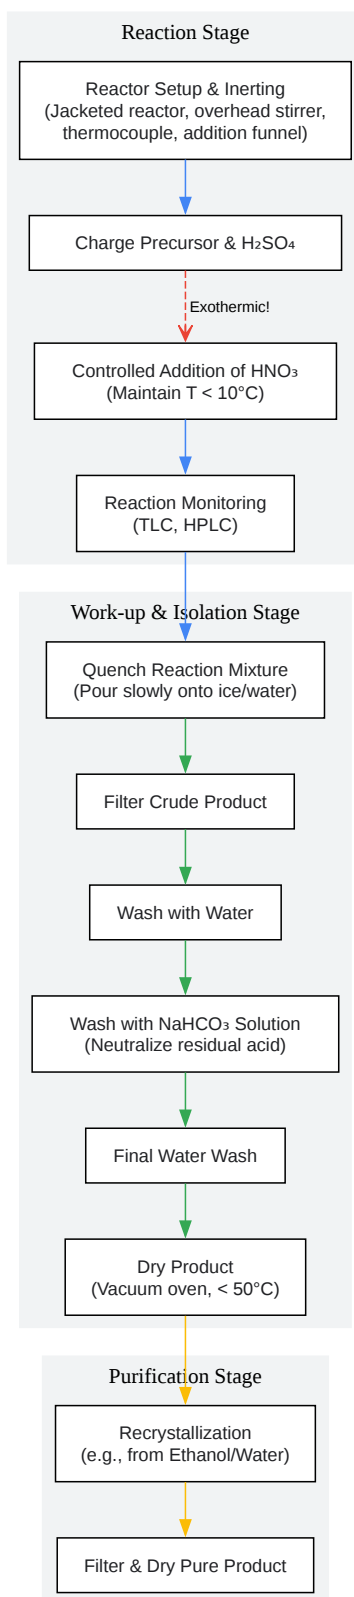 Reaction Stage
Reactor Setup & Inerting
(Jacketed reactor, overhead stirrer,
thermocouple, addition funnel)
Charge Precursor & H₂SO₄
Exothermic!
Controlled Addition of HNO₃
(Maintain T < 10°C)
Reaction Monitoring
(TLC, HPLC)
Work-up & Isolation Stage
Quench Reaction Mixture
(Pour slowly onto ice/water)
Filter Crude Product
Wash with Water
Wash with NaHCO₃ Solution
(Neutralize residual acid)
Final Water Wash
Dry Product
(Vacuum oven, < 50°C)
Purification Stage
Recrystallization
(e.g., from Ethanol/Water)
Filter & Dry Pure Product